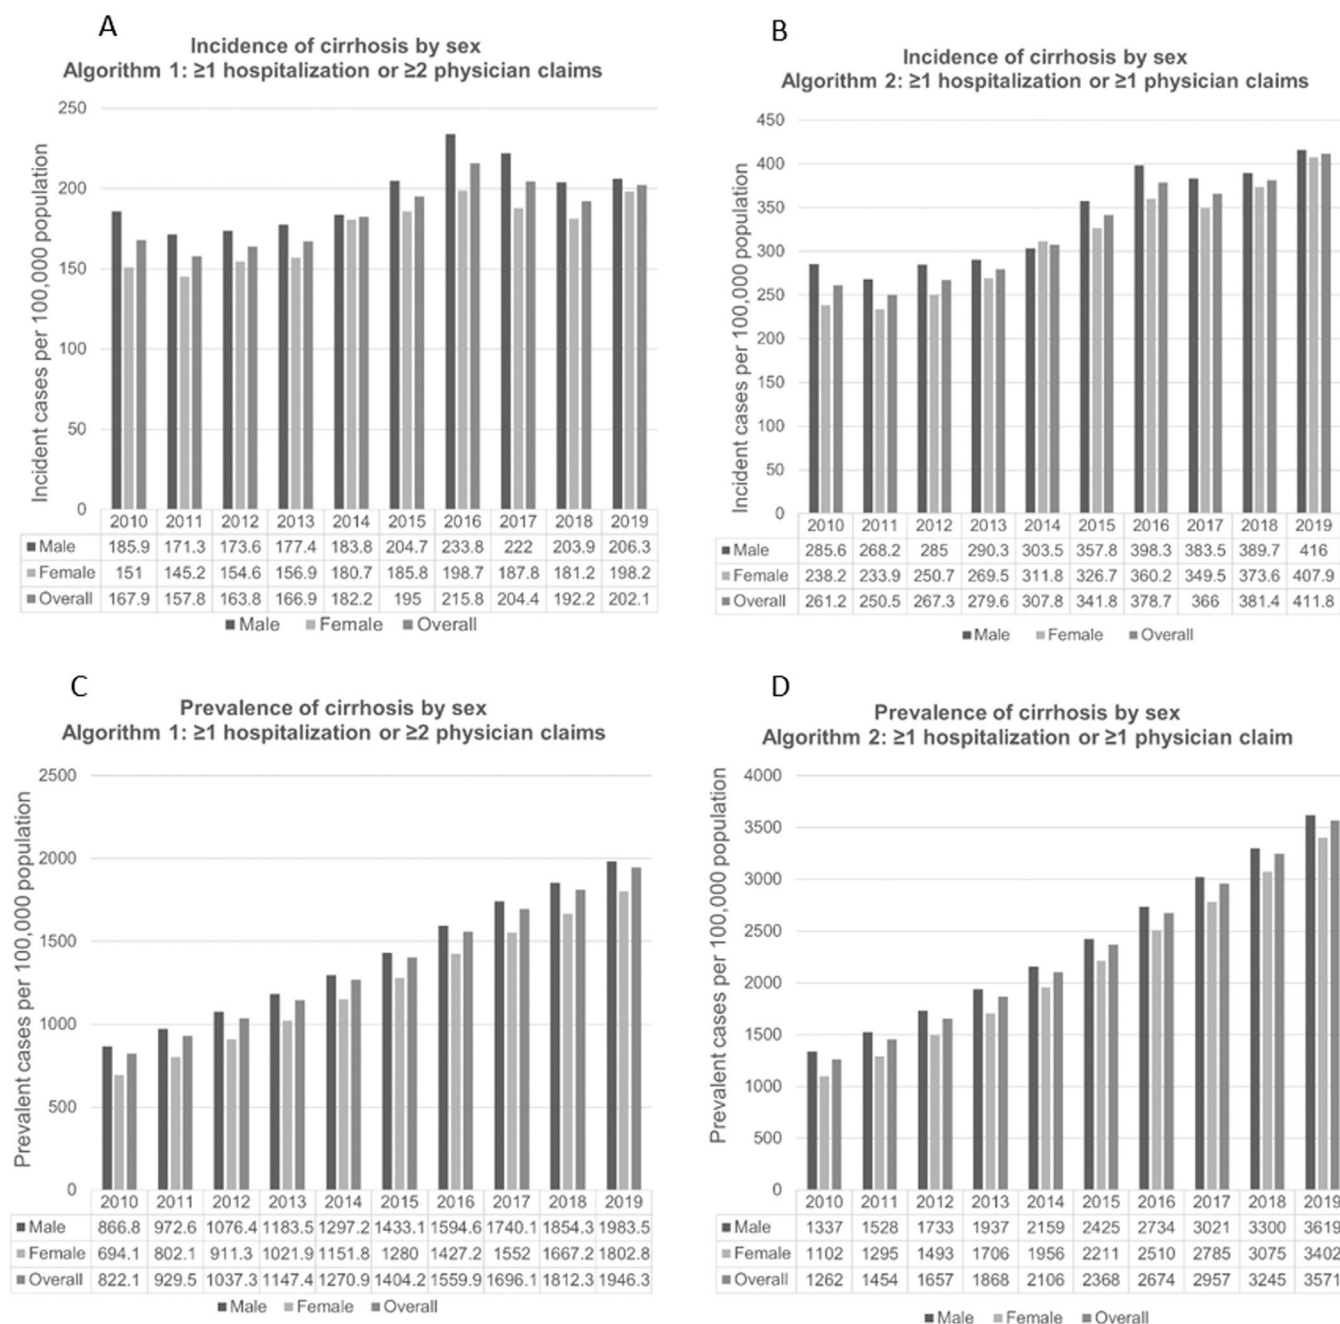 A
Incidence of cirrhosis by sex
Algorithm 1: ≥1 hospitalization or ≥2 physician claims
Incident cases per 100,000 population
250
200
150
100
50
0
2010 2011 2012 2013 2014 2015 2016 2017 2018 2019
Male 185.9 171.3 173.6 177.4 183.8 204.7 233.8 222 203.9 206.3
Female 151 145.2 154.6 156.9 180.7 185.8 198.7 187.8 181.2 198.2
Overall 167.9 157.8 163.8 166.9 182.2 195 215.8 204.4 192.2 202.1
Male Female Overall
B
Incidence of cirrhosis by sex
Algorithm 2: ≥1 hospitalization or ≥1 physician claims
Incident cases per 100,000 population
450
400
350
300
250
200
150
100
50
0
2010 2011 2012 2013 2014 2015 2016 2017 2018 2019
Male 285.6 268.2 285 290.3 303.5 357.8 398.3 383.5 389.7 416
Female 238.2 233.9 250.7 269.5 311.8 326.7 360.2 349.5 373.6 407.9
Overall 261.2 250.5 267.3 279.6 307.8 341.8 378.7 366 381.4 411.8
Male Female Overall
C
Prevalence of cirrhosis by sex
Algorithm 1: ≥1 hospitalization or ≥2 physician claims
Prevalent cases per 100,000 population
2500
2000
1500
1000
500
0
2010 2011 2012 2013 2014 2015 2016 2017 2018 2019
Male 866.8 972.6 1076.4 1183.5 1297.2 1433.1 1594.6 1740.1 1854.3 1983.5
Female 694.1 802.1 911.3 1021.9 1151.8 1280 1427.2 1552 1667.2 1802.8
Overall 822.1 929.5 1037.3 1147.4 1270.9 1404.2 1559.9 1696.1 1812.3 1946.3
Male Female Overall
D
Prevalence of cirrhosis by sex
Algorithm 2: ≥1 hospitalization or ≥1 physician claim
Prevalent cases per 100,000 population
4000
3500
3000
2500
2000
1500
1000
500
0
2010 2011 2012 2013 2014 2015 2016 2017 2018 2019
Male 1337 1528 1733 1937 2159 2425 2734 3021 3300 3619
Female 1102 1295 1493 1706 1956 2211 2510 2785 3075 3402
Overall 1262 1454 1657 1868 2106 2368 2674 2957 3245 3571
Male Female Overall